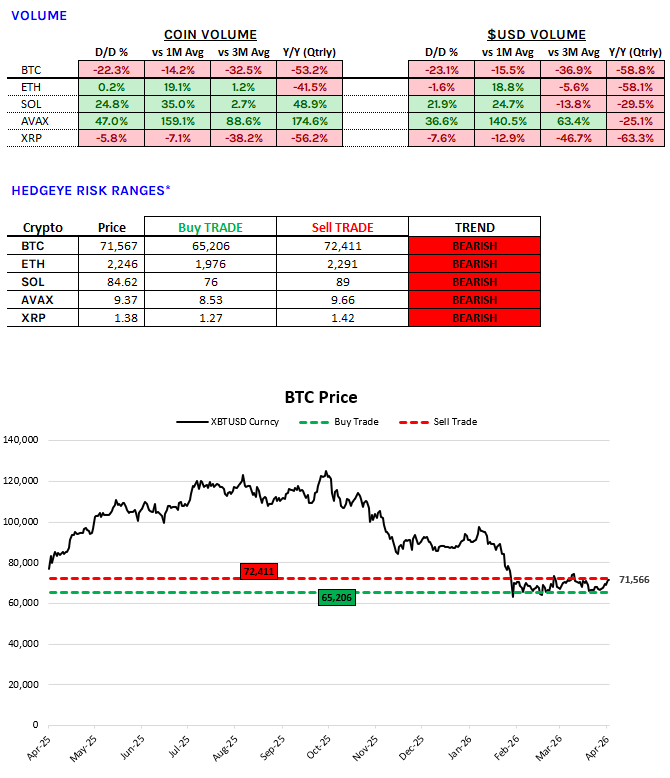 VOLUME
COIN VOLUME $USD VOLUME
D/D % vs 1M Avg vs 3M Avg Y/Y (Qtrly) D/D % vs 1M Avg vs 3M Avg Y/Y (Qtrly)
BTC -22.3% -14.2% -32.5% -53.2% -23.1% -15.5% -36.9% -58.8%
ETH 0.2% 19.1% 1.2% -41.5% -1.6% 18.8% -5.6% -58.1%
SOL 24.8% 35.0% 2.7% 48.9% 21.9% 24.7% -13.8% -29.5%
AVAX 47.0% 159.1% 88.6% 174.6% 36.6% 140.5% 63.4% -25.1%
XRP -5.8% -7.1% -38.2% -56.2% -7.6% -12.9% -46.7% -63.3%
HEDGEYE RISK RANGES*
Crypto Price Buy TRADE Sell TRADE TREND
BTC 71,567 65,206 72,411 BEARISH
ETH 2,246 1,976 2,291 BEARISH
SOL 84.62 76 89 BEARISH
AVAX 9.37 8.53 9.66 BEARISH
XRP 1.38 1.27 1.42 BEARISH
BTC Price
XBTUSD Curncy Buy Trade Sell Trade
140,000
120,000
100,000
80,000
72,411
71,566
65,206
60,000
40,000
20,000
0
Apr-25 May-25 Jun-25 Jul-25 Aug-25 Sep-25 Oct-25 Nov-25 Dec-25 Jan-26 Feb-26 Mar-26 Apr-26